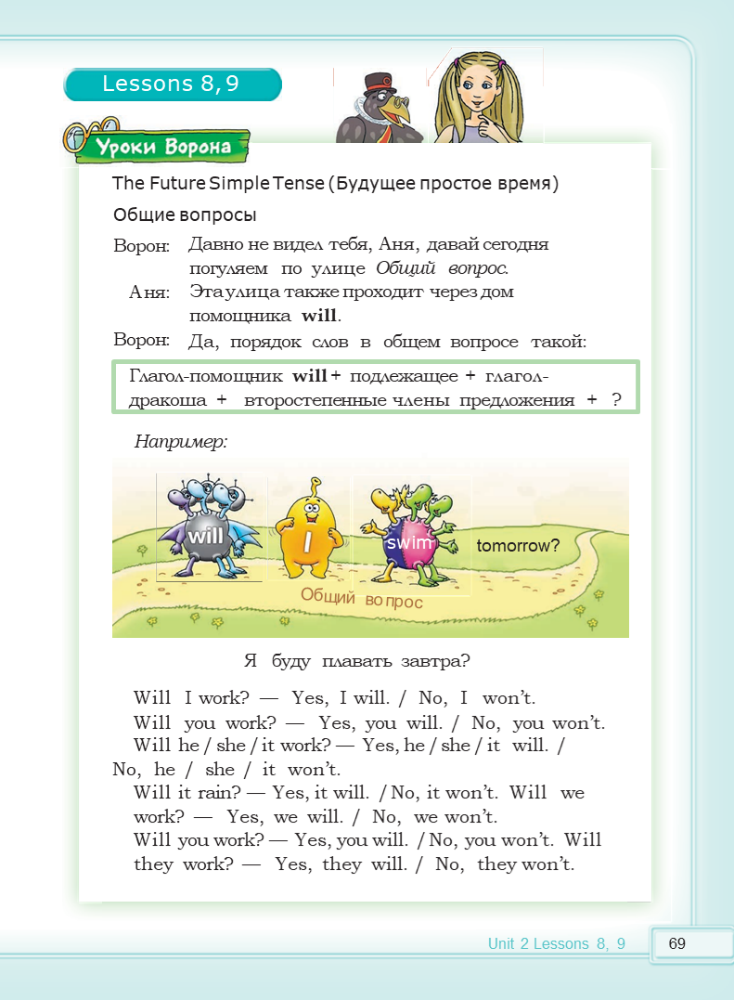 Lessons 8, 9
Уроки Ворона
The Future Simple Tense (Будущее простое время)
Общие вопросы
Ворон: Давно не видел тебя, Аня, давай сегодня
погуляем по улице Общий вопрос.
Аня: Эта улица также проходит через дом
помощника will.
Ворон: Да, порядок слов в общем вопросе такой:
Глагол-помощник will + подлежащее + глагол-
дракоша + второстепенные члены предложения + ?
Например:
will I swim tomorrow?
Общий вопрос
Я буду плавать завтра?
Will I work? — Yes, I will. / No, I won’t.
Will you work? — Yes, you will. / No, you won’t.
Will he / she / it work? — Yes, he / she / it will. /
No, he / she / it won’t.
Will it rain? — Yes, it will. / No, it won’t. Will we
work? — Yes, we will. / No, we won’t.
Will you work? — Yes, you will. / No, you won’t. Will
they work? — Yes, they will. / No, they won’t.
Unit 2 Lessons 8, 9 69